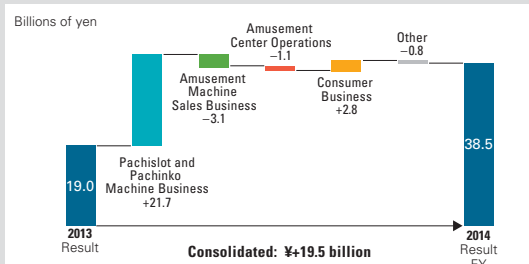 Billions of yen
Amusement
Center Operations
−1.1
Other
−0.8
Amusement
Machine
Sales Business
−3.1
Consumer
Business
+2.8
38.5
19.0
Pachislot and
Pachinko
Machine Business
+21.7
2013
Result
2014
Result
FY
Consolidated: ¥+19.5 billion